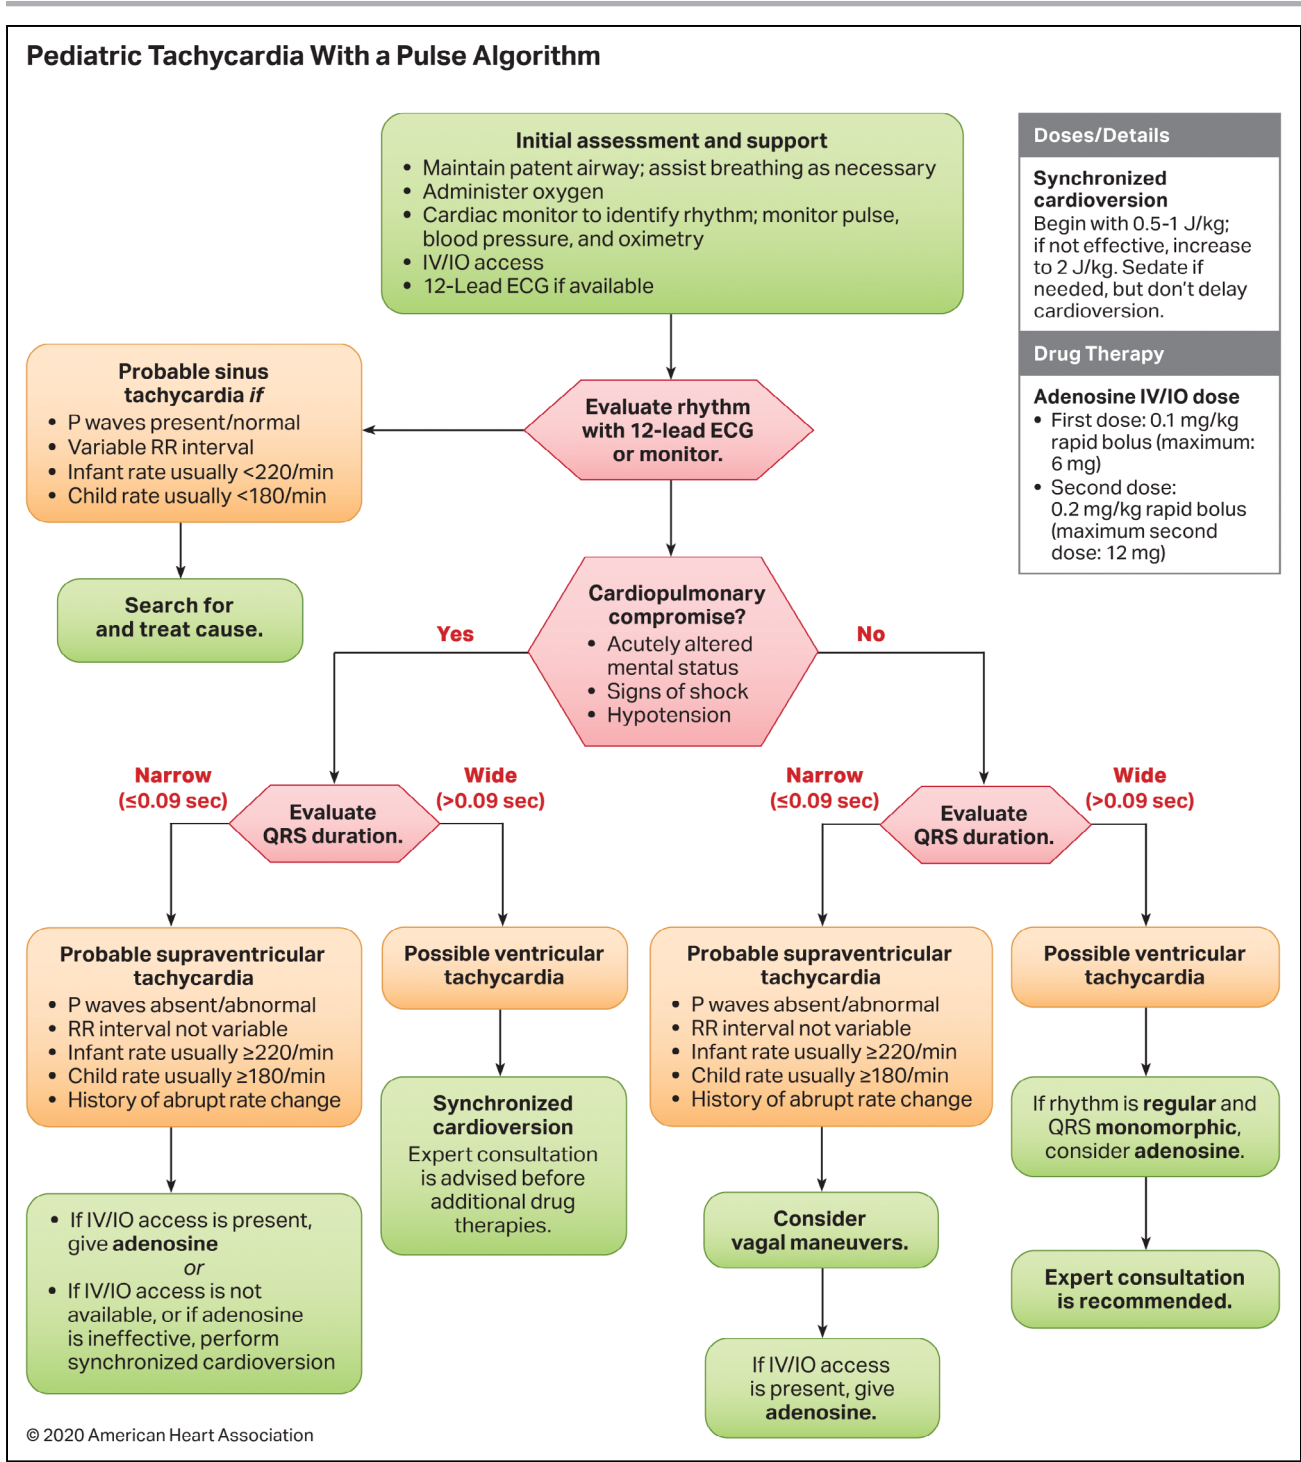 Pediatric Tachycardia With a Pulse Algorithm
Initial assessment and support
• Maintain patent airway; assist breathing as necessary
• Administer oxygen
• Cardiac monitor to identify rhythm; monitor pulse,
blood pressure, and oximetry
• IV/IO access
• 12-Lead ECG if available
Doses/Details
Synchronized
cardioversion
Begin with 0.5-1 J/kg;
if not effective, increase
to 2 J/kg. Sedate if
needed, but don't delay
cardioversion.
Drug Therapy
Adenosine IV/IO dose
• First dose: 0.1 mg/kg
rapid bolus (maximum:
6 mg)
• Second dose:
0.2 mg/kg rapid bolus
(maximum second
dose: 12 mg)
Probable sinus
tachycardia if
• P waves present/normal
• Variable RR interval
• Infant rate usually <220/min
• Child rate usually <180/min
Evaluate rhythm
with 12-lead ECG
or monitor.
Search for
and treat cause.
Cardiopulmonary
compromise?
• Acutely altered
mental status
• Signs of shock
• Hypotension
Yes
No
Narrow
(≤0.09 sec)
Evaluate
QRS duration.
Wide
(>0.09 sec)
Narrow
(≤0.09 sec)
Evaluate
QRS duration.
Wide
(>0.09 sec)
Probable supraventricular
tachycardia
• P waves absent/abnormal
• RR interval not variable
• Infant rate usually ≥220/min
• Child rate usually ≥180/min
• History of abrupt rate change
Possible ventricular
tachycardia
Probable supraventricular
tachycardia
• P waves absent/abnormal
• RR interval not variable
• Infant rate usually ≥220/min
• Child rate usually ≥180/min
• History of abrupt rate change
Possible ventricular
tachycardia
• If IV/IO access is present,
give adenosine
or
• If IV/IO access is not
available, or if adenosine
is ineffective, perform
synchronized cardioversion
Synchronized
cardioversion
Expert consultation
is advised before
additional drug
therapies.
Consider
vagal maneuvers.
If IV/IO access
is present, give
adenosine.
If rhythm is regular and
QRS monomorphic,
consider adenosine.
Expert consultation
is recommended.
© 2020 American Heart Association